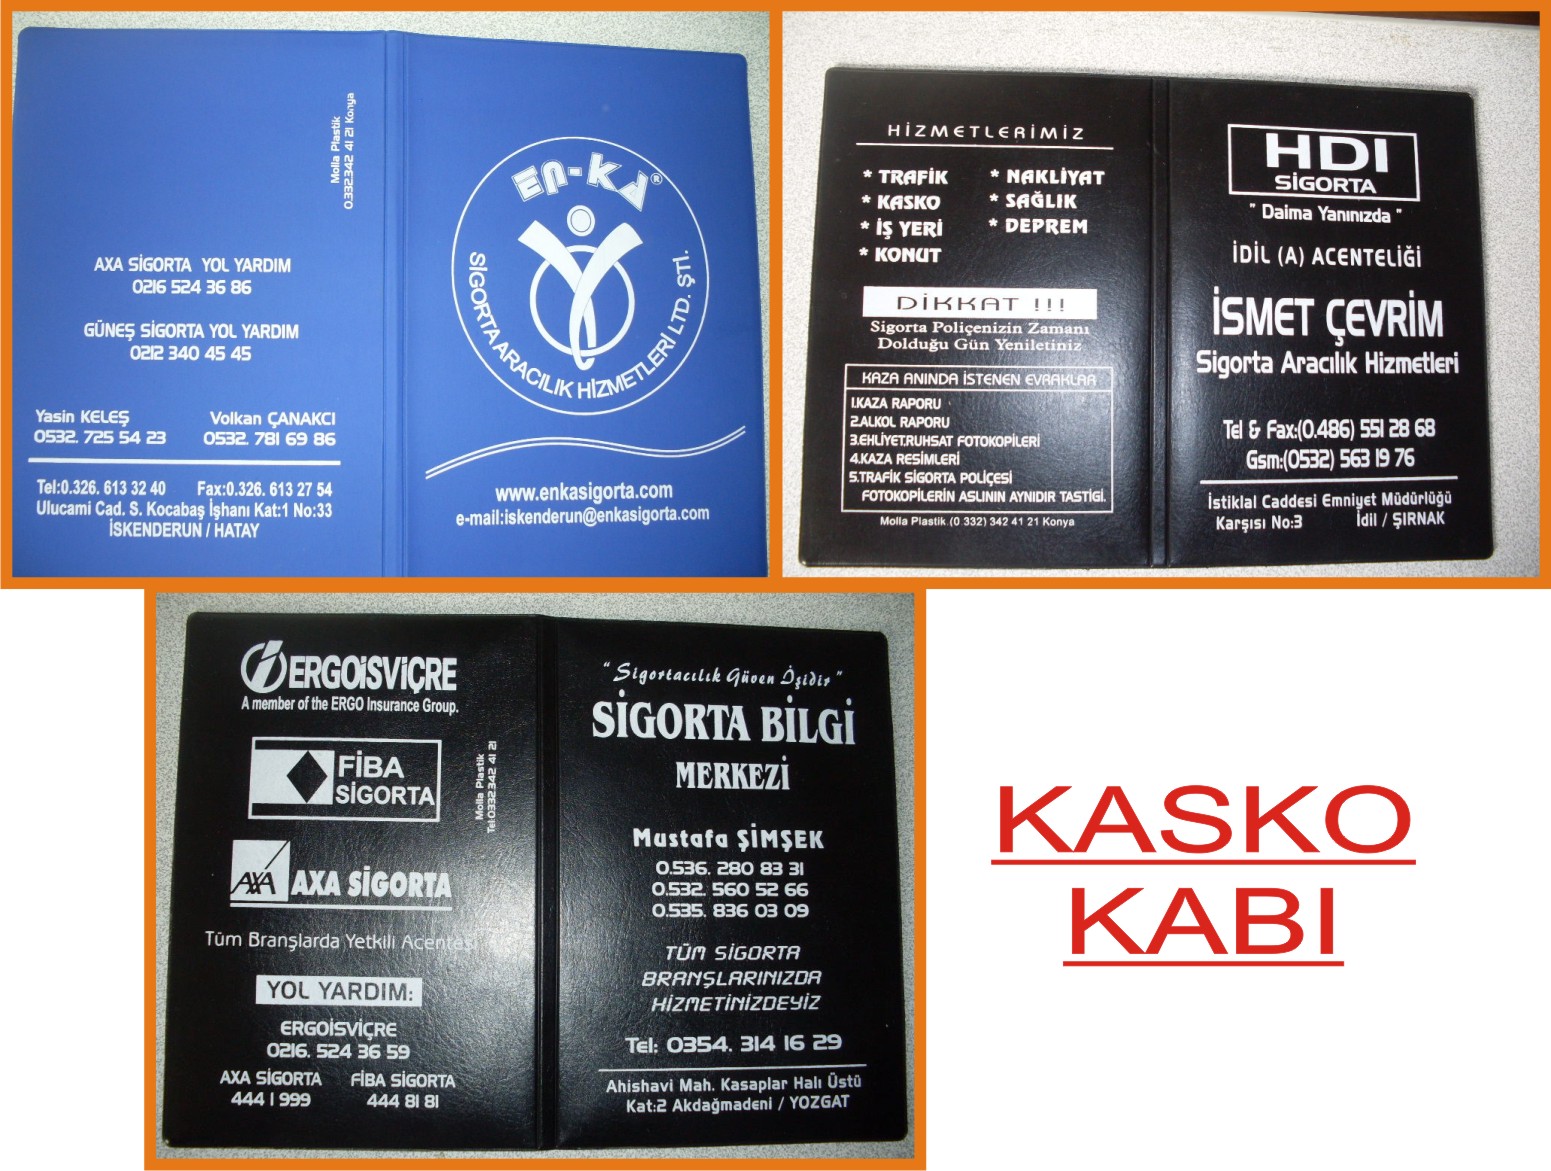 Molla Plastik
0.332342 41 21 Konya
AXA SİGORTA YOL YARDIM
0216 524 36 86
GÜNEŞ SİGORTA YOL YARDIM
0212 340 45 45
Yasin KELEŞ
0532. 725 54 23
Volkan ÇANAKCI
0532. 781 69 86
Tel:0.326. 613 32 40 Fax:0.326. 613 27 54
Ulucami Cad. S. Kocabaş İşhanı Kat:1 No:33
İSKENDERUN / HATAY
EN-KA®
SİGORTA ARACILIK HİZMETLERİ LTD. ŞTİ.
www.enkasigorta.com
e-mail:iskenderun@enkasigorta.com
HİZMETLERİMİZ
* TRAFİK
* KASKO
* İŞ YERİ
* KONUT
* NAKLİYAT
* SAĞLIK
* DEPREM
DİKKAT !!!
Sigorta Poliçenizin Zamanı
Dolduğu Gün Yeniletiniz
KAZA ANINDA İSTENEN EVRAKLAR
1.KAZA RAPORU
2.ALKOL RAPORU
3.EHLİYET,RUHSAT FOTOKOPİLERİ
4.KAZA RESİMLERİ
5.TRAFİK SİGORTA POLİÇESİ
FOTOKOPİLERİN ASLININ AYNIDIR TASTİGİ.
Molla Plastik (0 332) 342 41 21 Konya
HDI
SİGORTA
" Daima Yanınızda "
İDİL (A) ACENTELİĞİ
İSMET ÇEVRİM
Sigorta Aracılık Hizmetleri
Tel & Fax:(0.486) 551 28 68
Gsm:(0532) 563 19 76
İstiklal Caddesi Emniyet Müdürlüğü
Karşısı No:3 İdil / ŞIRNAK
ERGOİSVİÇRE
A member of the ERGO Insurance Group.
FİBA
SİGORTA
Molla Plastik
Tel:0.332342 41 21
AXA AXA SİGORTA
Tüm Branşlarda Yetkili Acentesi
YOL YARDIM:
ERGOİSVİÇRE
0216. 524 36 59
AXA SİGORTA
444 1 999
FİBA SİGORTA
444 81 81
" Sigortacılık Güven İşidir "
SİGORTA BİLGİ
MERKEZİ
Mustafa ŞİMŞEK
0.536. 280 83 31
0.532. 560 52 66
0.535. 836 03 09
TÜM SİGORTA
BRANŞLARINIZDA
HİZMETİNİZDEYİZ
Tel: 0354. 314 16 29
Ahishavi Mah. Kasaplar Halı Üstü
Kat:2 Akdağmadeni / YOZGAT
KASKO
KABI